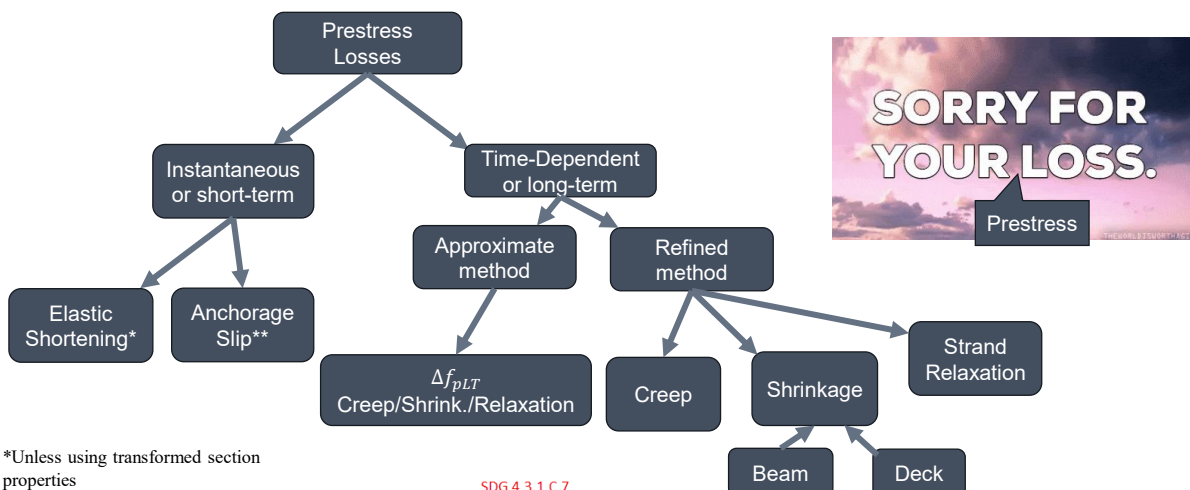 Prestress
Losses
SORRY FOR
YOUR LOSS.
Prestress
Instantaneous
or short-term
Time-Dependent
or long-term
Approximate
method
Refined
method
Elastic
Shortening*
Anchorage
Slip**
Δf_pLT
Creep/Shrink./Relaxation
Creep
Shrinkage
Strand
Relaxation
Beam
Deck
*Unless using transformed section
properties
SDG 4.3.1.C.7